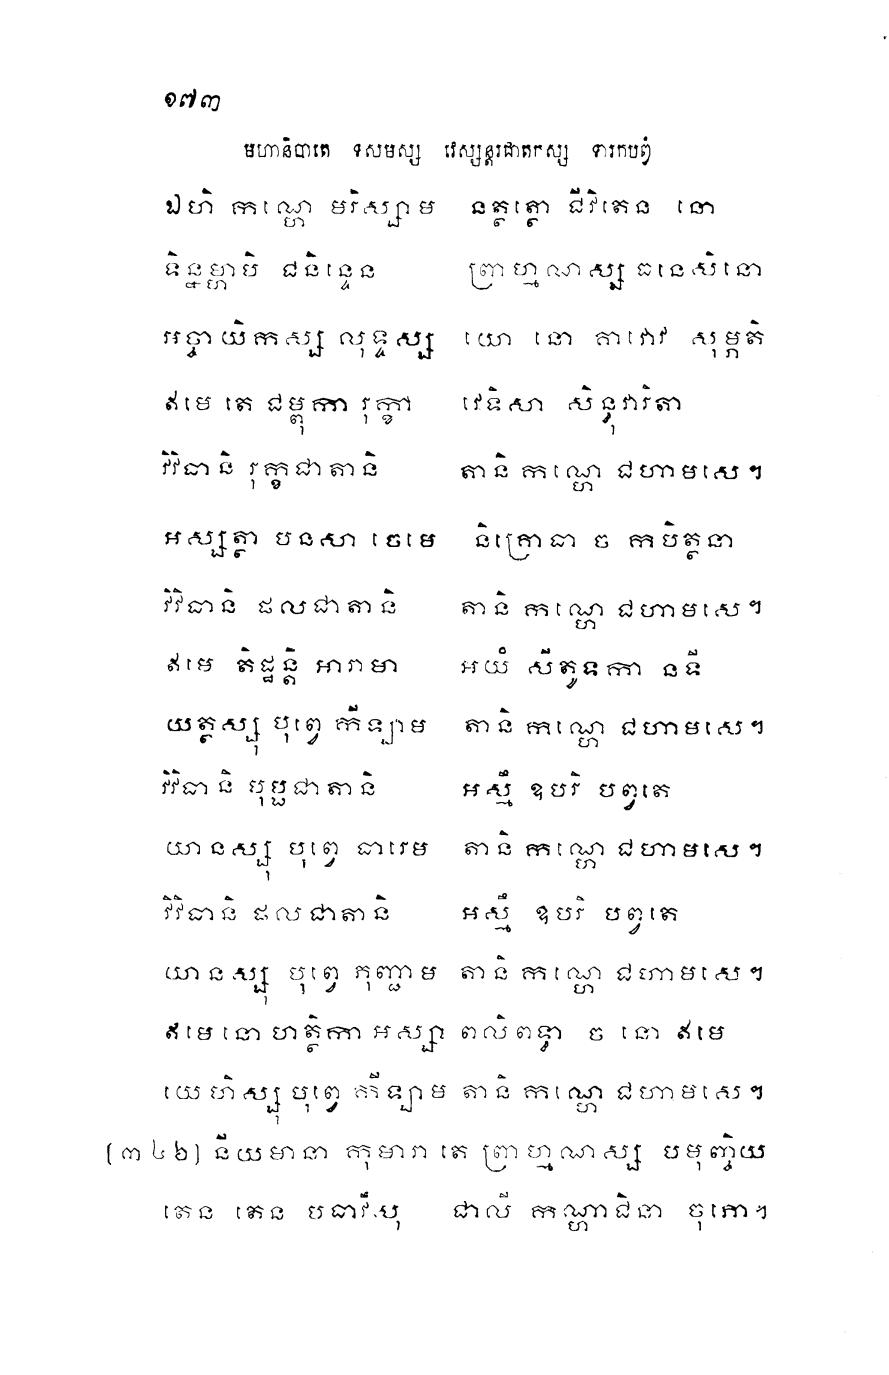 ១៧៣
មហានិបាតេ ទសមស្ស វេស្សន្តរជាតកស្ស ទារកបព្វំ
ឯហិ កណ្ហេ មរិស្សាម នត្ថត្ថោ ជីវិតេន នោ
ទិន្នម្ហាបិ ជនិន្ទេន ព្រាហ្មណស្ស ធនេសិនោ
អច្ចាយិកស្ស លុទ្ទស្ស យោ នោ គាវោវ សុម្ភតិ
ឥមេ តេ ជម្ពុកា រុក្ខា វេទិសា សិន្ទុវារិតា
វិវិធានិ រុក្ខជាតានិ តានិ កណ្ហេ ជហាមសេ។
អស្សត្ថា បនសា ចេមេ និគ្រោធា ច កបិត្ថនា
វិវិធានិ ផលជាតានិ តានិ កណ្ហេ ជហាមសេ។
ឥមេ តិដ្ឋន្តិ អារាមា អយំ សីតូទកា នទី
យត្ថស្សុ បុព្វេ កីឡាម តានិ កណ្ហេ ជហាមសេ។
វិវិធានិ បុប្ផជាតានិ អស្មឹ ឧបរិ បព្វតេ
យានស្សុ បុព្វេ ធារេម តានិ កណ្ហេ ជហាមសេ។
វិវិធានិ ផលជាតានិ អស្មឹ ឧបរិ បព្វតេ
យានស្សុ បុព្វេ ភុញ្ជាម តានិ កណ្ហេ ជហាមសេ។
ឥមេ នោ ហត្ថិកា អស្សា ពលិពទ្ធា ច នោ ឥមេ
យេហិស្សុ បុព្វេ កីឡាម តានិ កណ្ហេ ជហាមសេ។
(៣៤២) នីយមានា កុមារា តេ ព្រាហ្មណស្ស បមុញ្ចិយ
តេន តេន បធាវឹសុ ជាលី កណ្ហាជិនា ចុភោ។